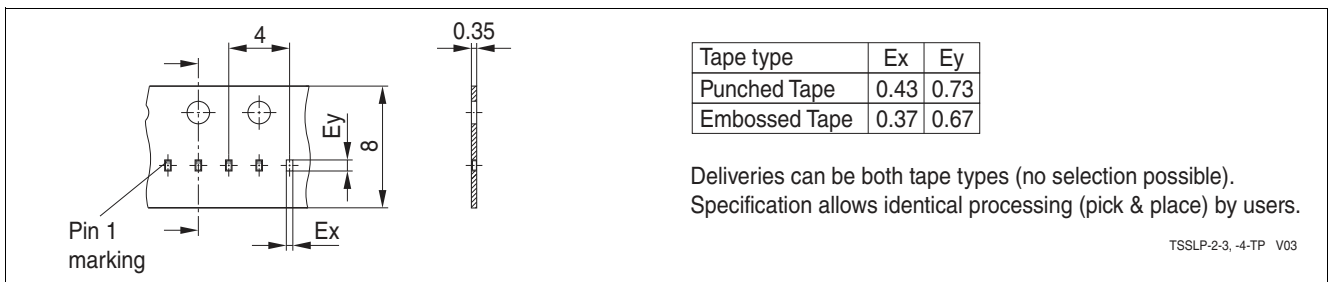 4
0.35
Ey
8
Ex
Pin 1
marking
Tape type Ex Ey
Punched Tape 0.43 0.73
Embossed Tape 0.37 0.67
Deliveries can be both tape types (no selection possible).
Specification allows identical processing (pick & place) by users.
TSSLP-2-3, -4-TP V03